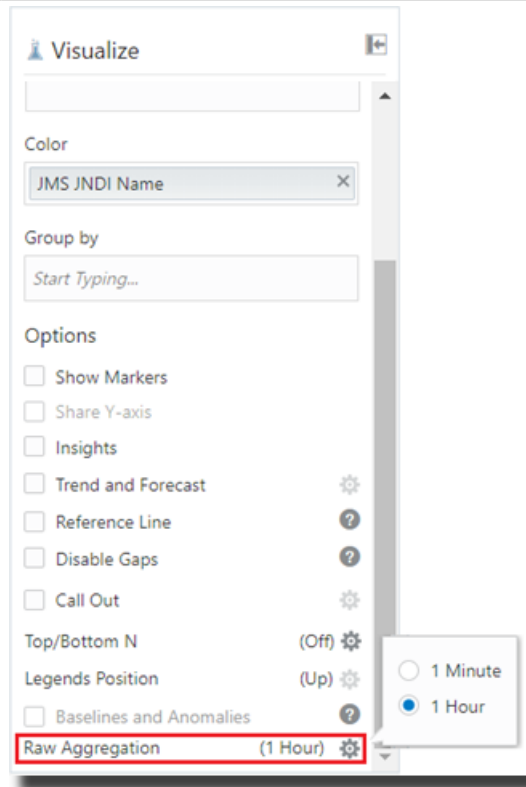 Visualize
Color
JMS JNDI Name
Group by
Start Typing...
Options
Show Markers
Share Y-axis
Insights
Trend and Forecast
Reference Line ?
Disable Gaps ?
Call Out
Top/Bottom N (Off)
Legends Position (Up)
Baselines and Anomalies ?
Raw Aggregation (1 Hour)
1 Minute
1 Hour